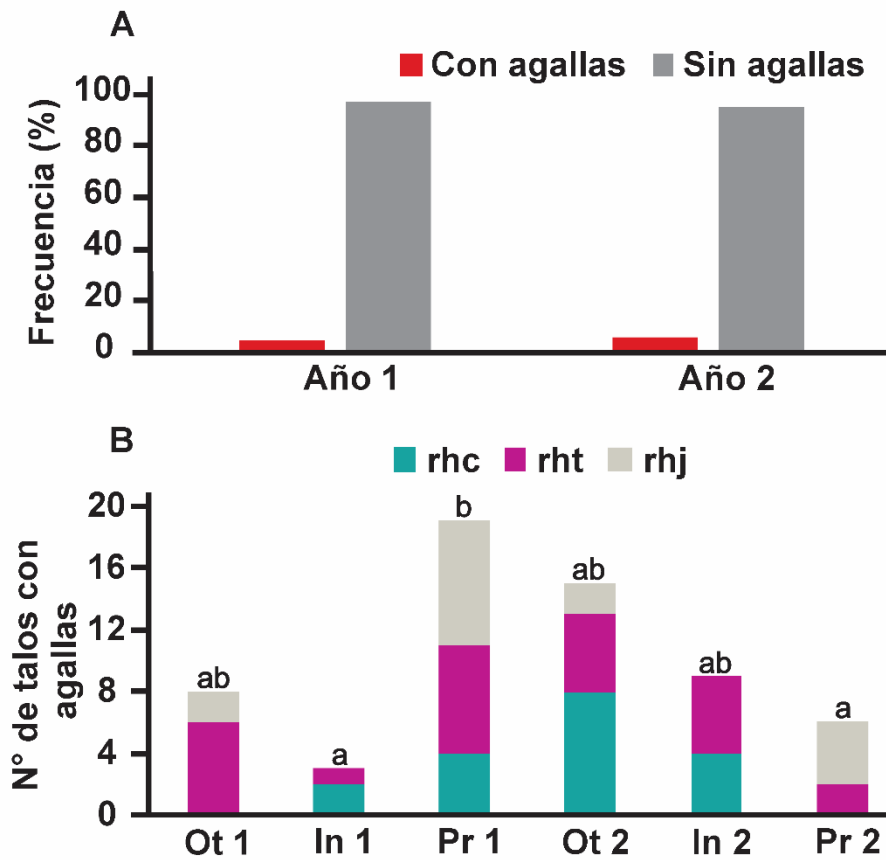 A
Con agallas Sin agallas
Frecuencia (%)
100
80
60
40
20
0
Año 1 Año 2
B
rhc rht rhj
N° de talos con
agallas
20
16
12
8
4
0
ab a b ab ab a
Ot 1 In 1 Pr 1 Ot 2 In 2 Pr 2